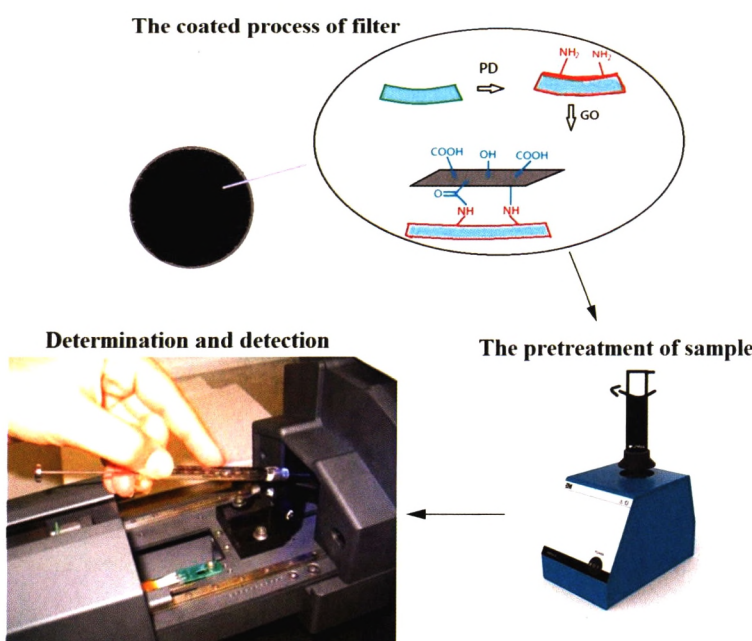 The coated process of filter
PD
NH₂ NH₂
GO
COOH OH COOH
O
NH NH
Determination and detection
The pretreatment of sample